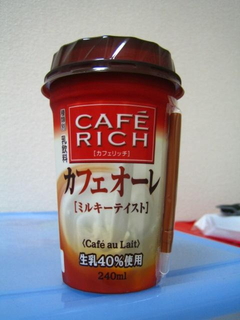 CAFÉ
RICH
[カフェリッチ]
乳飲料
カフェオーレ
[ミルキーテイスト]
〈Café au Lait〉
生乳40%使用
240ml